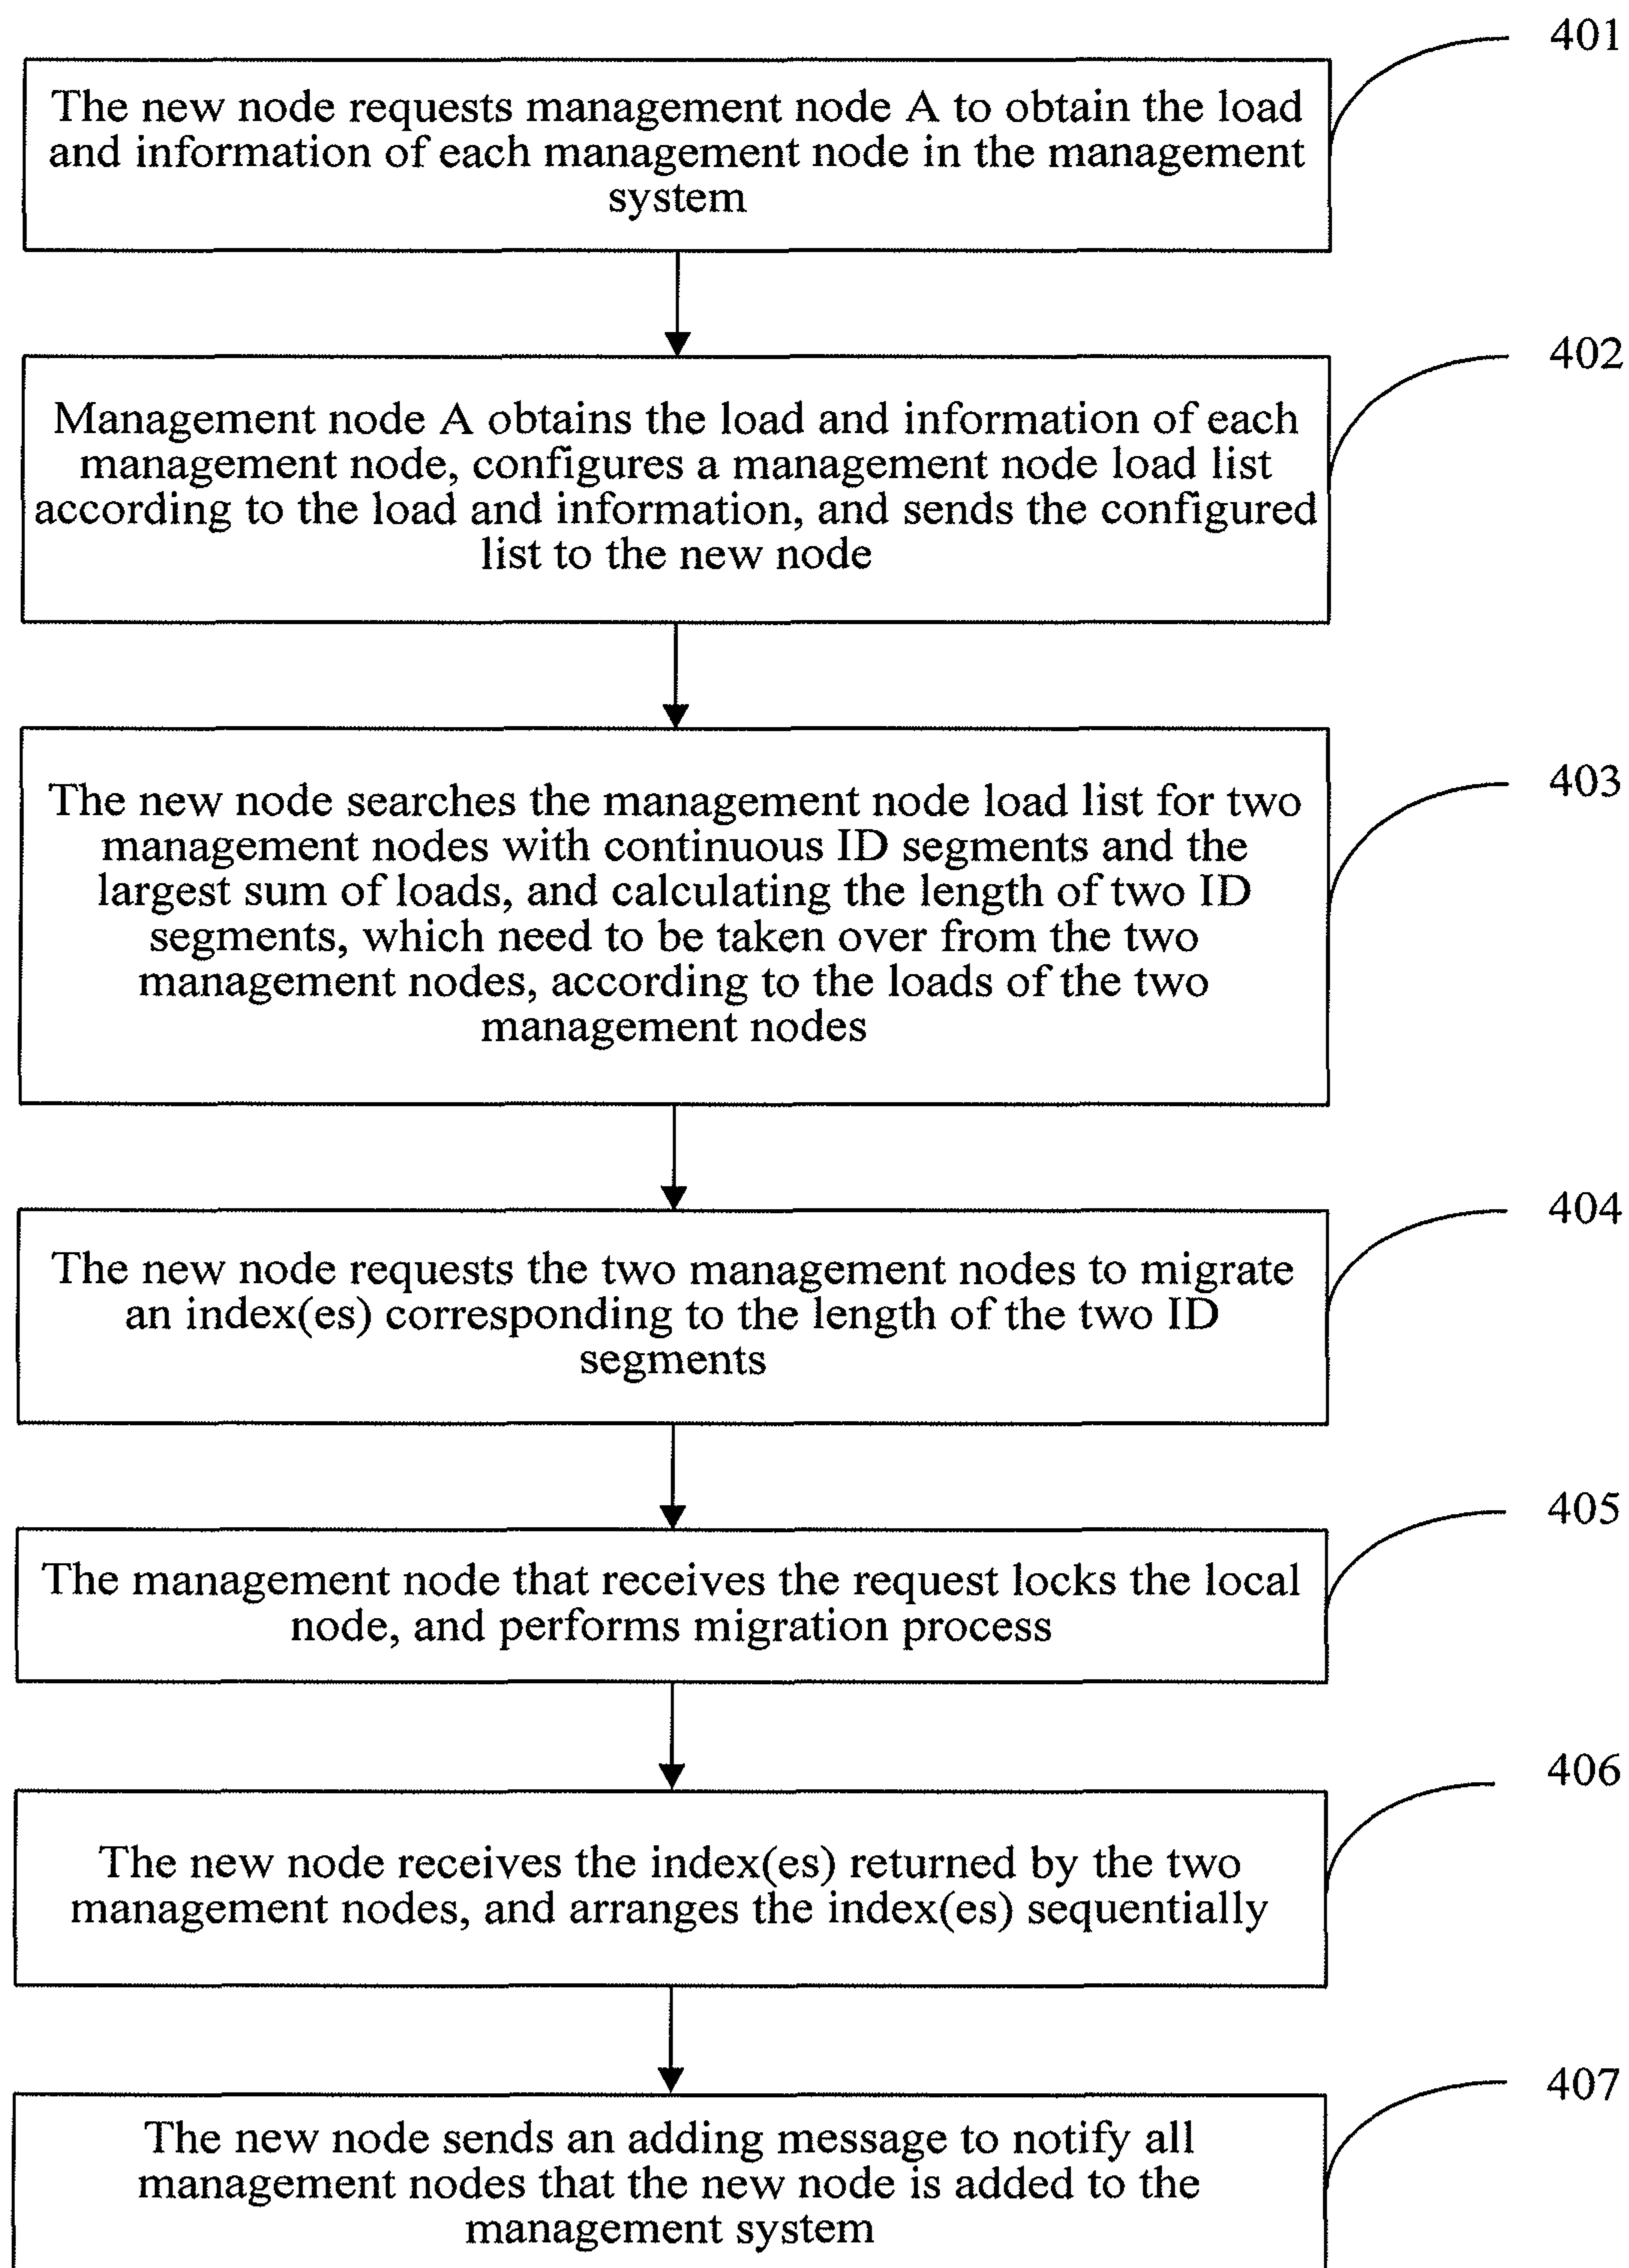 401
The new node requests management node A to obtain the load
and information of each management node in the management
system
402
Management node A obtains the load and information of each
management node, configures a management node load list
according to the load and information, and sends the configured
list to the new node
403
The new node searches the management node load list for two
management nodes with continuous ID segments and the
largest sum of loads, and calculating the length of two ID
segments, which need to be taken over from the two
management nodes, according to the loads of the two
management nodes
404
The new node requests the two management nodes to migrate
an index(es) corresponding to the length of the two ID
segments
405
The management node that receives the request locks the local
node, and performs migration process
406
The new node receives the index(es) returned by the two
management nodes, and arranges the index(es) sequentially
407
The new node sends an adding message to notify all
management nodes that the new node is added to the
management system